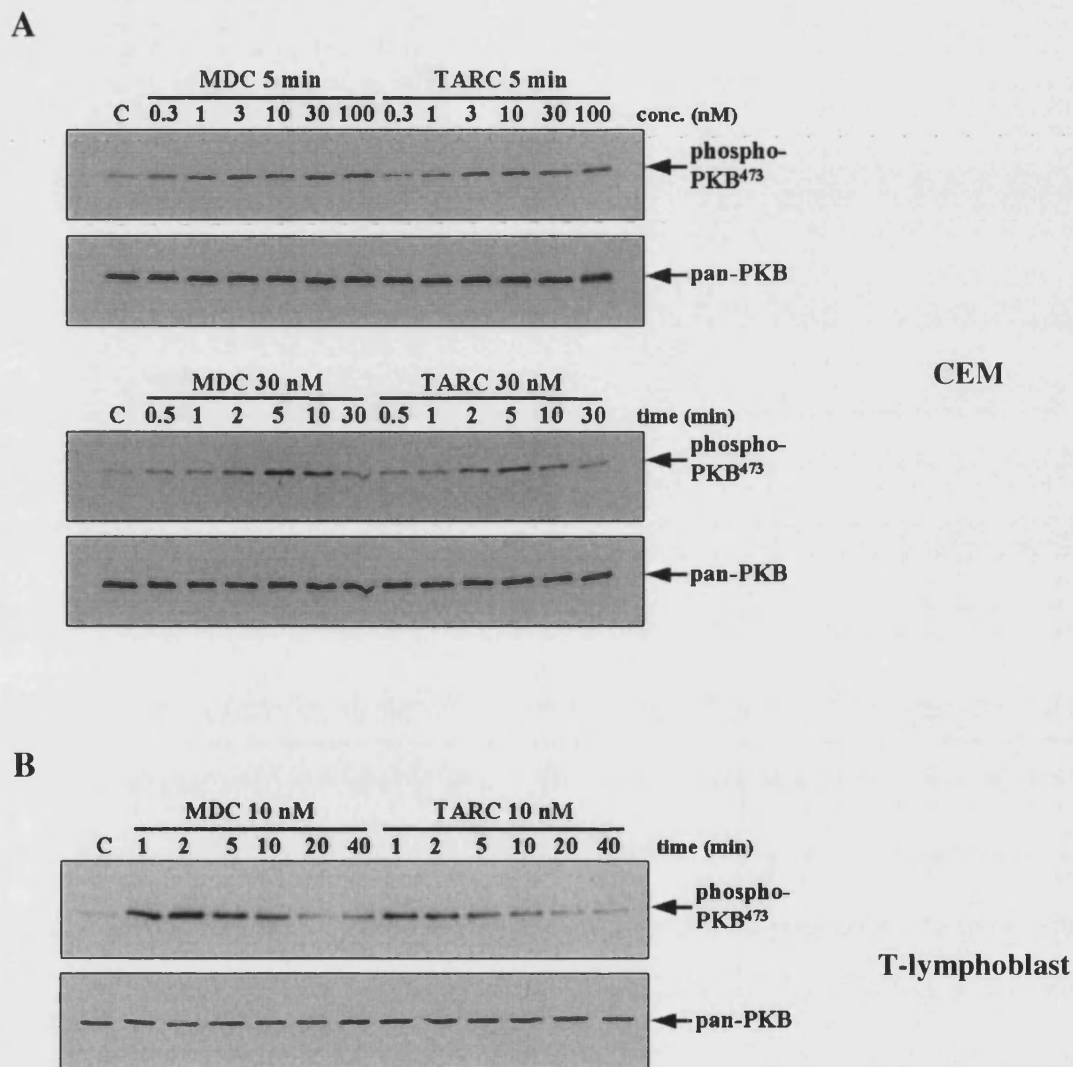 A
MDC 5 min TARC 5 min
C 0.3 1 3 10 30 100 0.3 1 3 10 30 100 conc. (nM)
phospho-
PKB⁴⁷³
pan-PKB
CEM
MDC 30 nM TARC 30 nM
C 0.5 1 2 5 10 30 0.5 1 2 5 10 30 time (min)
phospho-
PKB⁴⁷³
pan-PKB
B
MDC 10 nM TARC 10 nM
C 1 2 5 10 20 40 1 2 5 10 20 40 time (min)
phospho-
PKB⁴⁷³
T-lymphoblast
pan-PKB